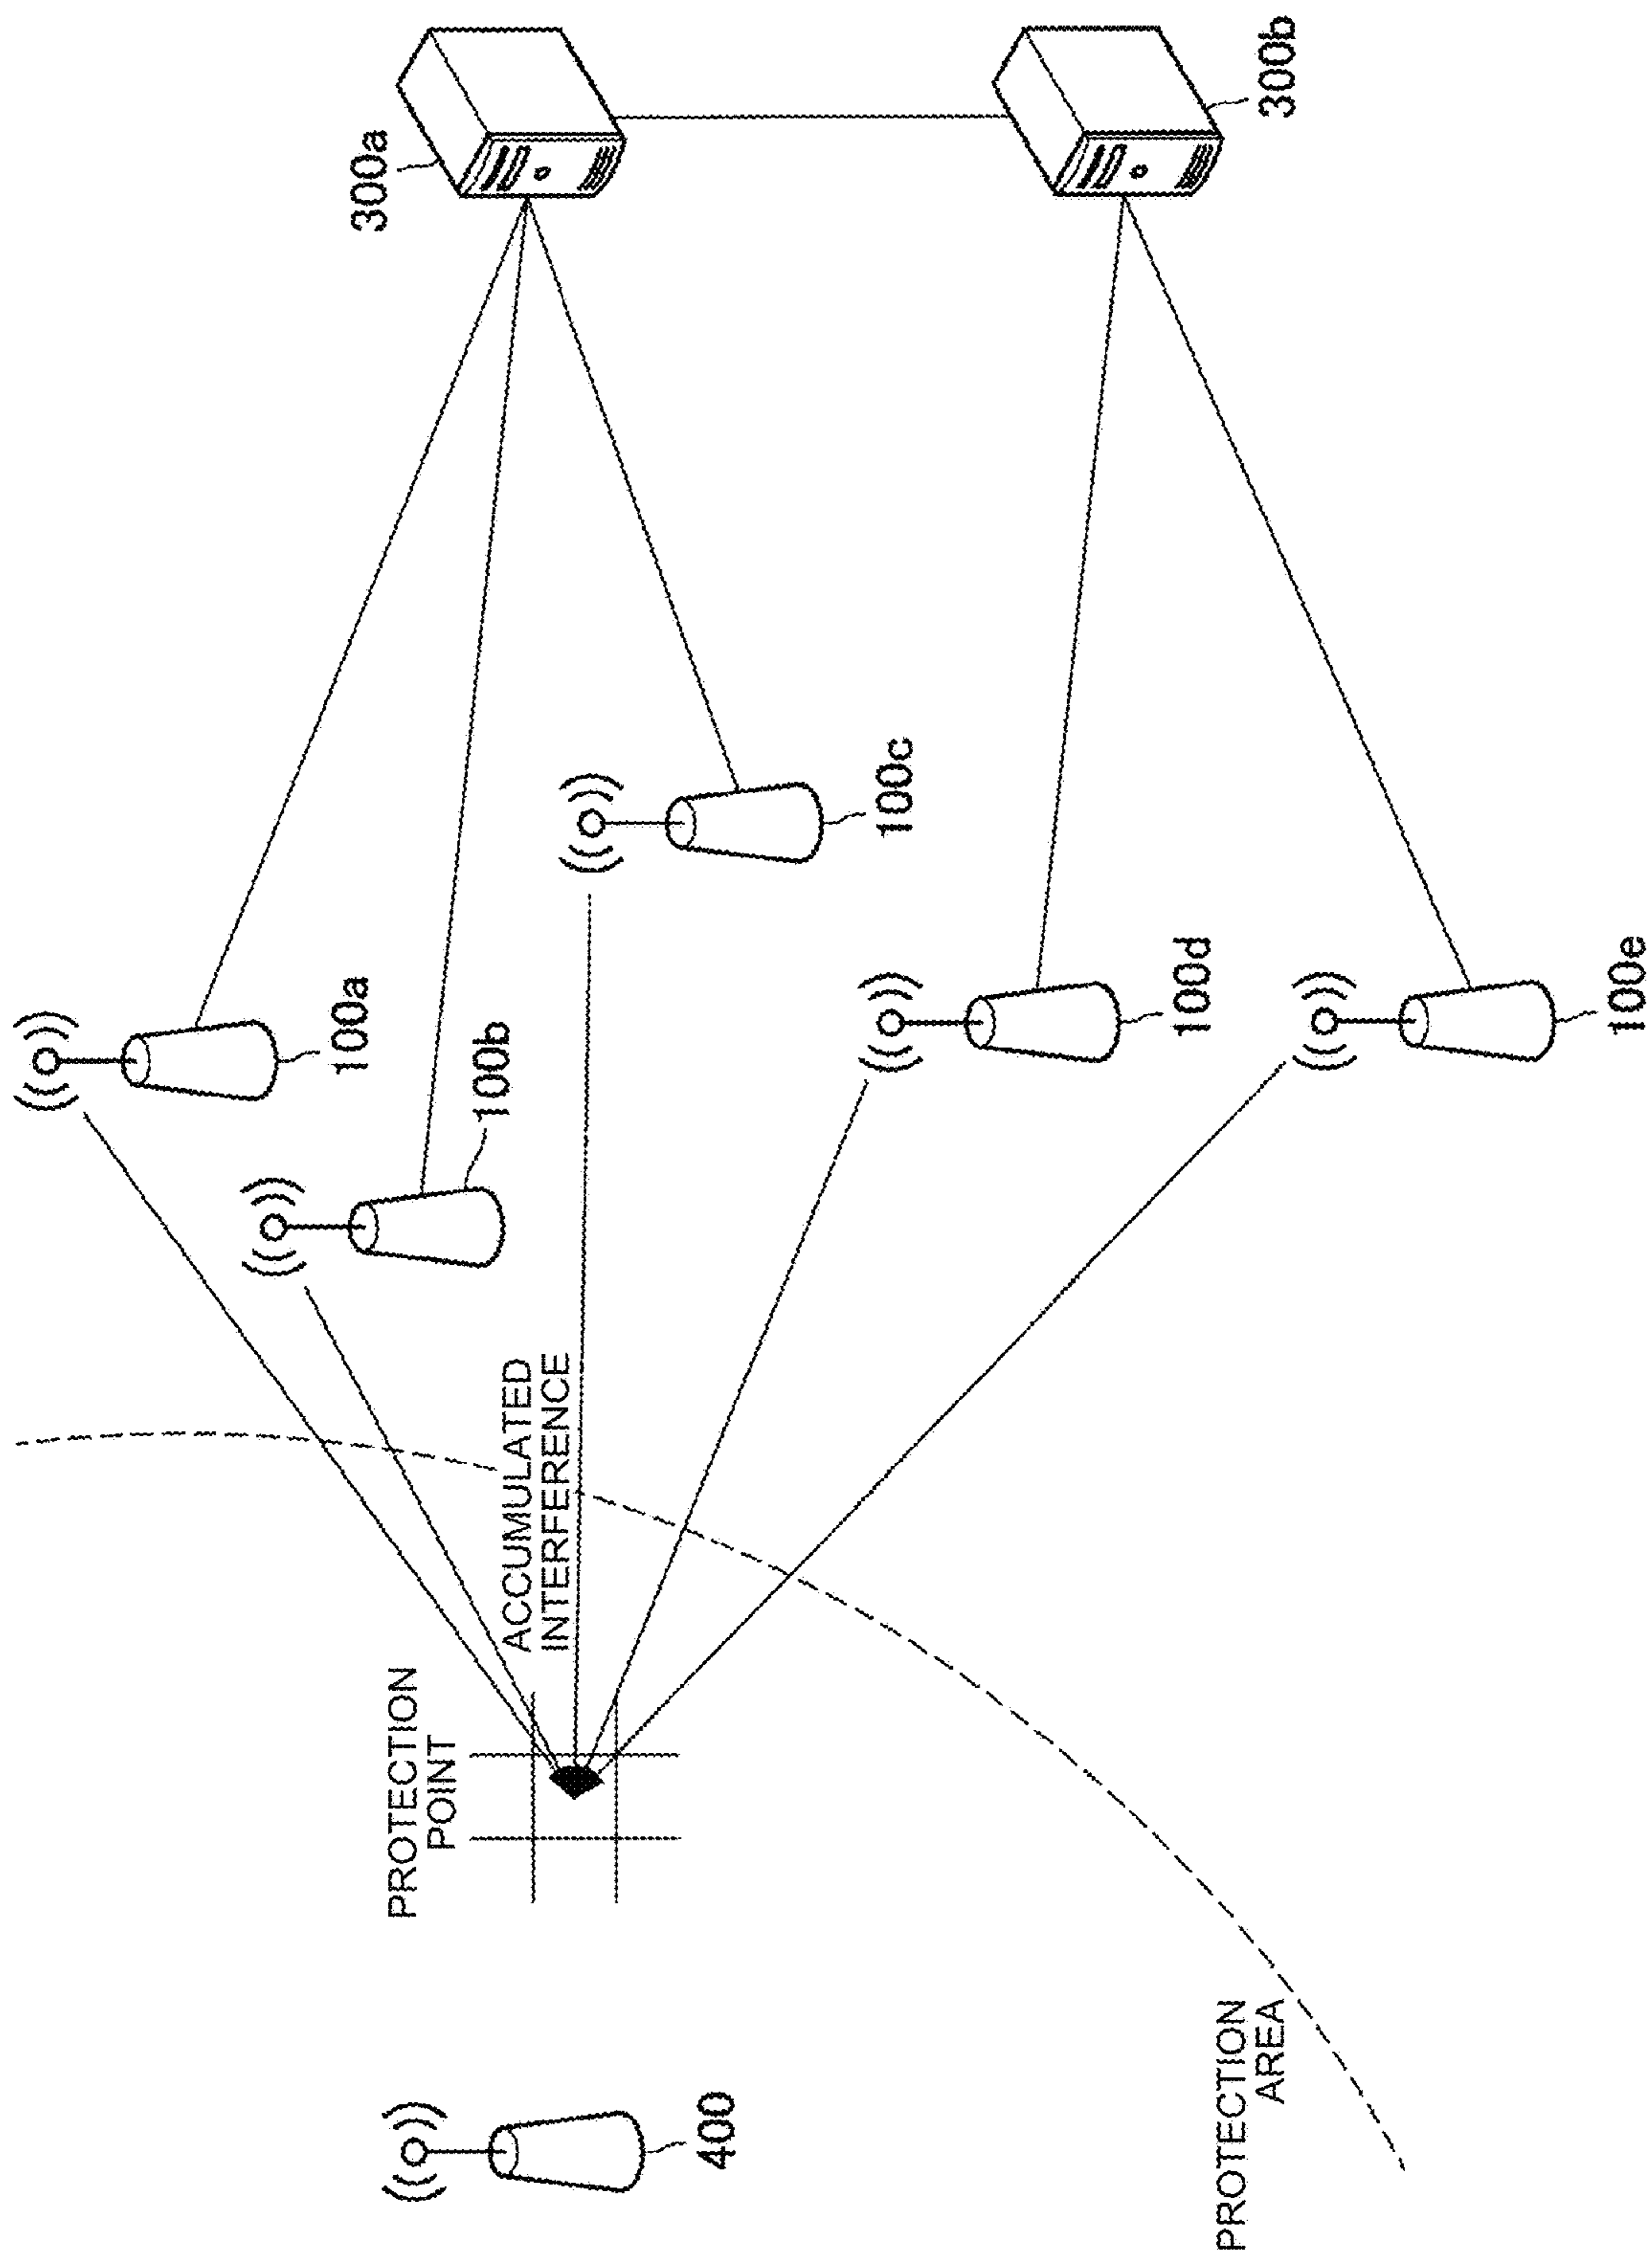 100a
300a
PROTECTION
POINT
100b
ACCUMULATED
INTERFERENCE
400
100c
100d
PROTECTION
AREA
300b
100e